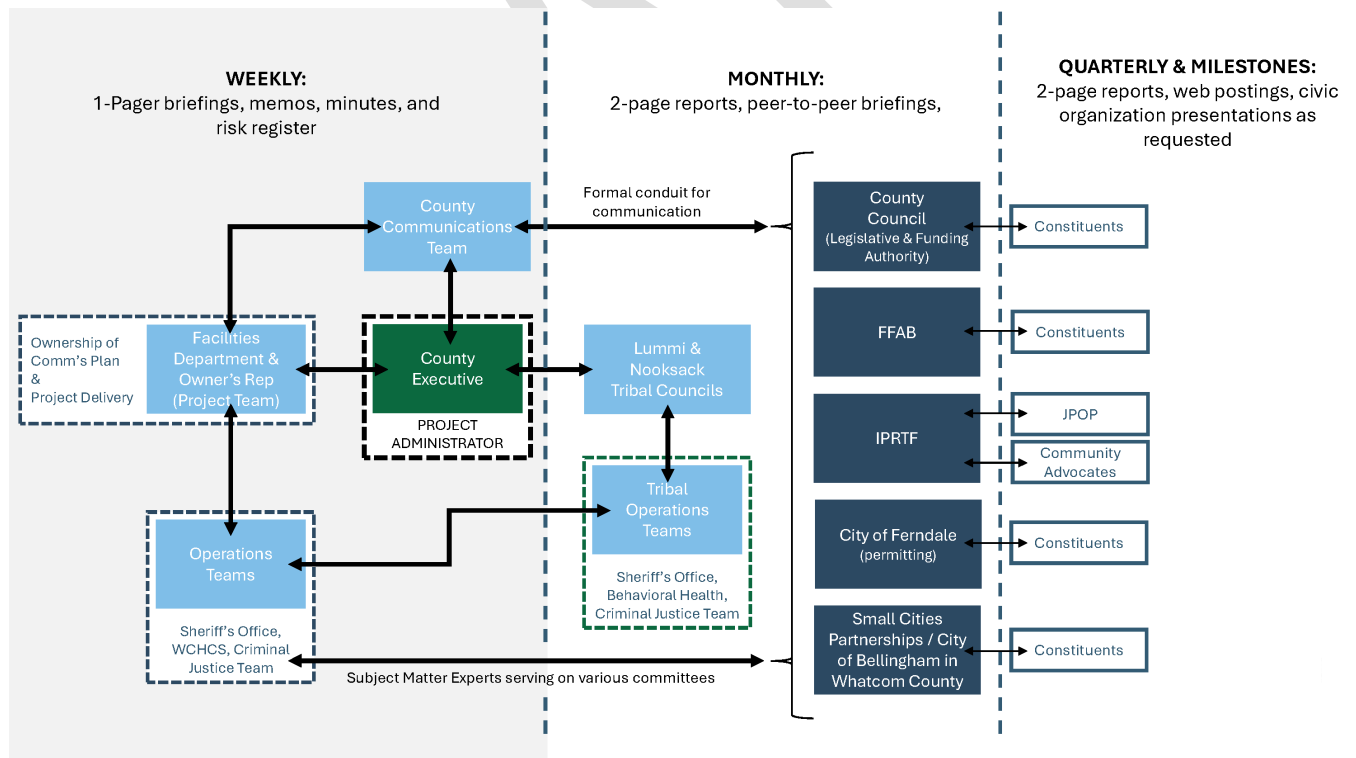 WEEKLY:
1-Pager briefings, memos, minutes, and
risk register
MONTHLY:
2-page reports, peer-to-peer briefings,
QUARTERLY & MILESTONES:
2-page reports, web postings, civic
organization presentations as
requested
County
Communications
Team
Formal conduit for
communication
Ownership of
Comm's Plan
&
Project Delivery
Facilities
Department &
Owner's Rep
(Project Team)
County
Executive
PROJECT
ADMINISTRATOR
Lummi &
Nooksack
Tribal Councils
Tribal
Operations
Teams
Sheriff's Office,
Behavioral Health,
Criminal Justice Team
Operations
Teams
Sheriff's Office,
WCHCS, Criminal
Justice Team
Subject Matter Experts serving on various committees
County
Council
(Legislative & Funding
Authority)
Constituents
FFAB
Constituents
IPRTF
JPOP
Community
Advocates
City of Ferndale
(permitting)
Constituents
Small Cities
Partnerships / City
of Bellingham in
Whatcom County
Constituents